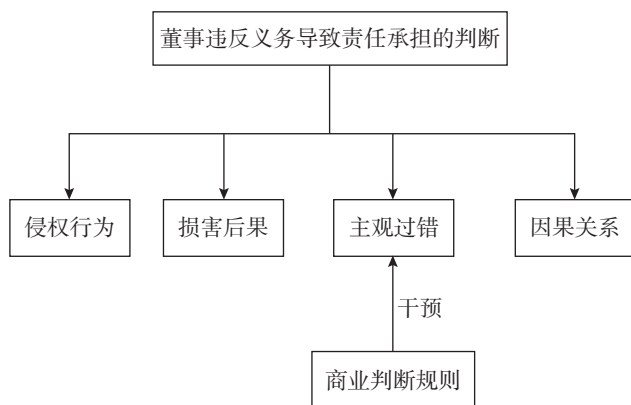 董事违反义务导致责任承担的判断
侵权行为
损害后果
主观过错
因果关系
干预
商业判断规则